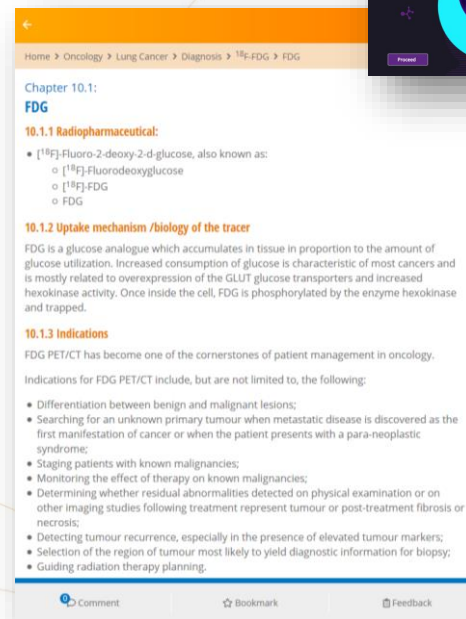 Proceed
←
Home > Oncology > Lung Cancer > Diagnosis > ¹⁸F-FDG > FDG
Chapter 10.1:
FDG
10.1.1 Radiopharmaceutical:
• [¹⁸F]-Fluoro-2-deoxy-2-d-glucose, also known as:
○ [¹⁸F]-Fluorodeoxyglucose
○ [¹⁸F]-FDG
○ FDG
10.1.2 Uptake mechanism /biology of the tracer
FDG is a glucose analogue which accumulates in tissue in proportion to the amount of
glucose utilization. Increased consumption of glucose is characteristic of most cancers and
is mostly related to overexpression of the GLUT glucose transporters and increased
hexokinase activity. Once inside the cell, FDG is phosphorylated by the enzyme hexokinase
and trapped.
10.1.3 Indications
FDG PET/CT has become one of the cornerstones of patient management in oncology.
Indications for FDG PET/CT include, but are not limited to, the following:
• Differentiation between benign and malignant lesions;
• Searching for an unknown primary tumour when metastatic disease is discovered as the
first manifestation of cancer or when the patient presents with a para-neoplastic
syndrome;
• Staging patients with known malignancies;
• Monitoring the effect of therapy on known malignancies;
• Determining whether residual abnormalities detected on physical examination or on
other imaging studies following treatment represent tumour or post-treatment fibrosis or
necrosis;
• Detecting tumour recurrence, especially in the presence of elevated tumour markers;
• Selection of the region of tumour most likely to yield diagnostic information for biopsy;
• Guiding radiation therapy planning.
0 Comment
Bookmark
Feedback